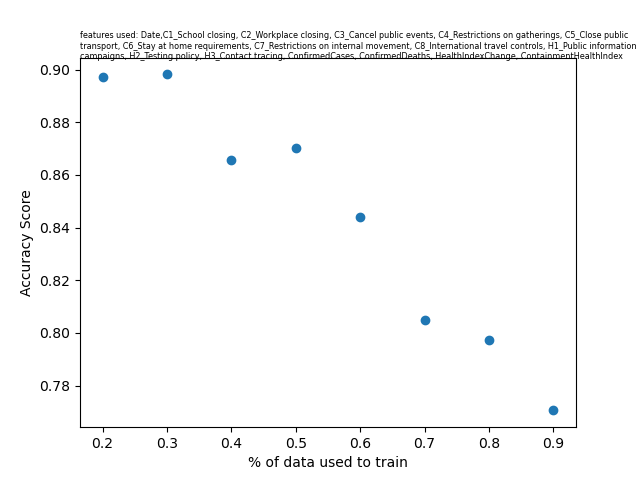 features used: Date,C1_School closing, C2_Workplace closing, C3_Cancel public events, C4_Restrictions on gatherings, C5_Close public
transport, C6_Stay at home requirements, C7_Restrictions on internal movement, C8_International travel controls, H1_Public information
campaigns, H2_Testing policy, H3_Contact tracing, ConfirmedCases, ConfirmedDeaths, HealthIndexChange, ContainmentHealthIndex
0.90
0.88
0.86
0.84
0.82
0.80
0.78
Accuracy Score
0.2 0.3 0.4 0.5 0.6 0.7 0.8 0.9
% of data used to train